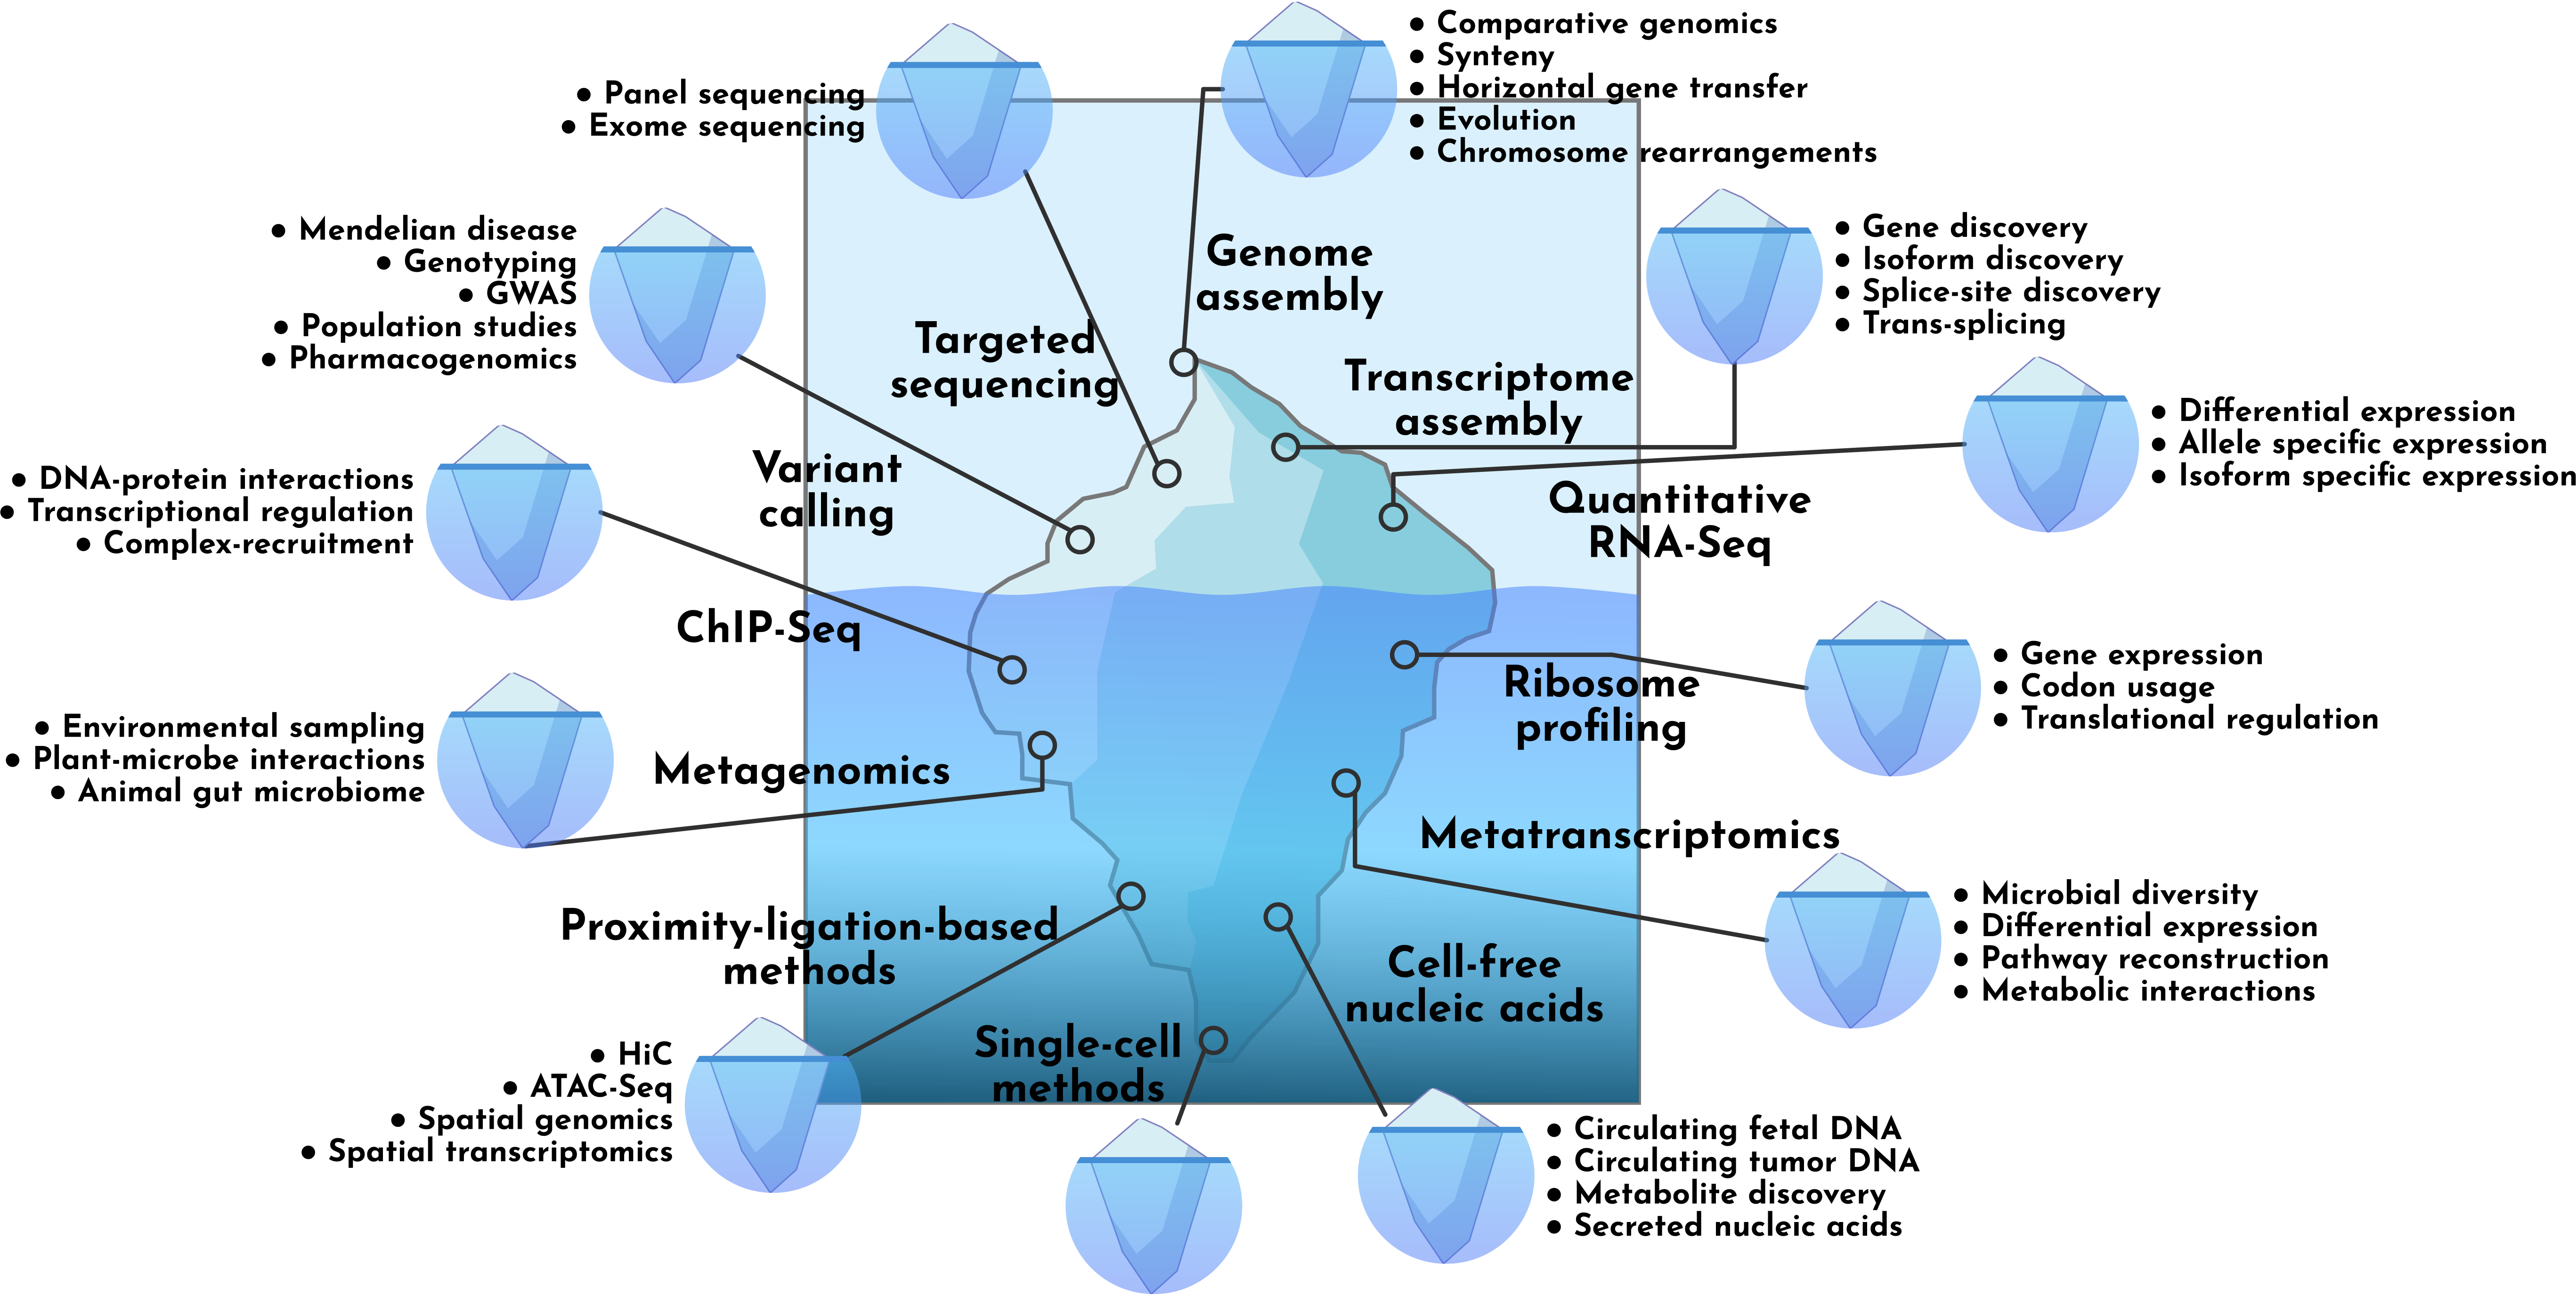 ● Panel sequencing
● Exome sequencing
● Comparative genomics
● Synteny
● Horizontal gene transfer
● Evolution
● Chromosome rearrangements
● Mendelian disease
● Genotyping
● GWAS
● Population studies
● Pharmacogenomics
Genome
assembly
● Gene discovery
● Isoform discovery
● Splice-site discovery
● Trans-splicing
Targeted
sequencing
Transcriptome
assembly
● Differential expression
● Allele specific expression
● Isoform specific expression
Variant
calling
Quantitative
RNA-Seq
● DNA-protein interactions
● Transcriptional regulation
● Complex-recruitment
ChIP-Seq
Ribosome
profiling
● Gene expression
● Codon usage
● Translational regulation
● Environmental sampling
● Plant-microbe interactions
● Animal gut microbiome
Metagenomics
Metatranscriptomics
● Microbial diversity
● Differential expression
● Pathway reconstruction
● Metabolic interactions
Proximity-ligation-based
methods
Cell-free
nucleic acids
Single-cell
methods
● HiC
● ATAC-Seq
● Spatial genomics
● Spatial transcriptomics
● Circulating fetal DNA
● Circulating tumor DNA
● Metabolite discovery
● Secreted nucleic acids